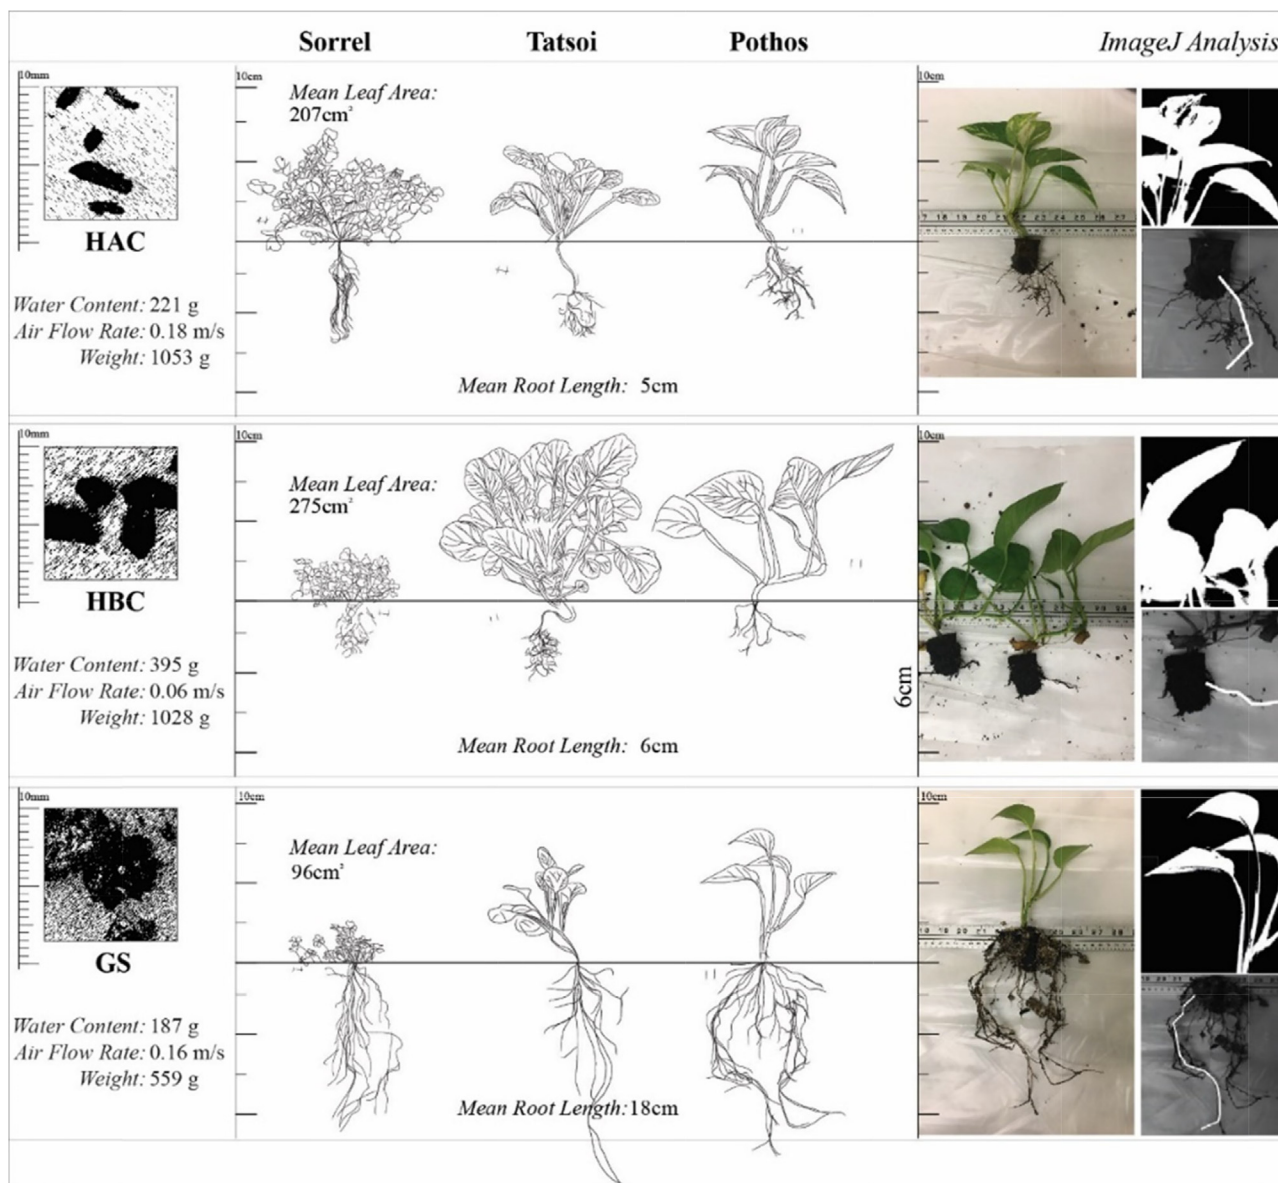 Sorrel Tatsoi Pothos ImageJ Analysis
10mm 10cm 10cm
Mean Leaf Area:
207cm²
HAC
Water Content: 221 g
Air Flow Rate: 0.18 m/s
Weight: 1053 g
Mean Root Length: 5cm
10mm 10cm 10cm
Mean Leaf Area:
275cm²
HBC
Water Content: 395 g
Air Flow Rate: 0.06 m/s
Weight: 1028 g
6cm
Mean Root Length: 6cm
10mm 10cm 10cm
Mean Leaf Area:
96cm²
GS
Water Content: 187 g
Air Flow Rate: 0.16 m/s
Weight: 559 g
Mean Root Length:18cm